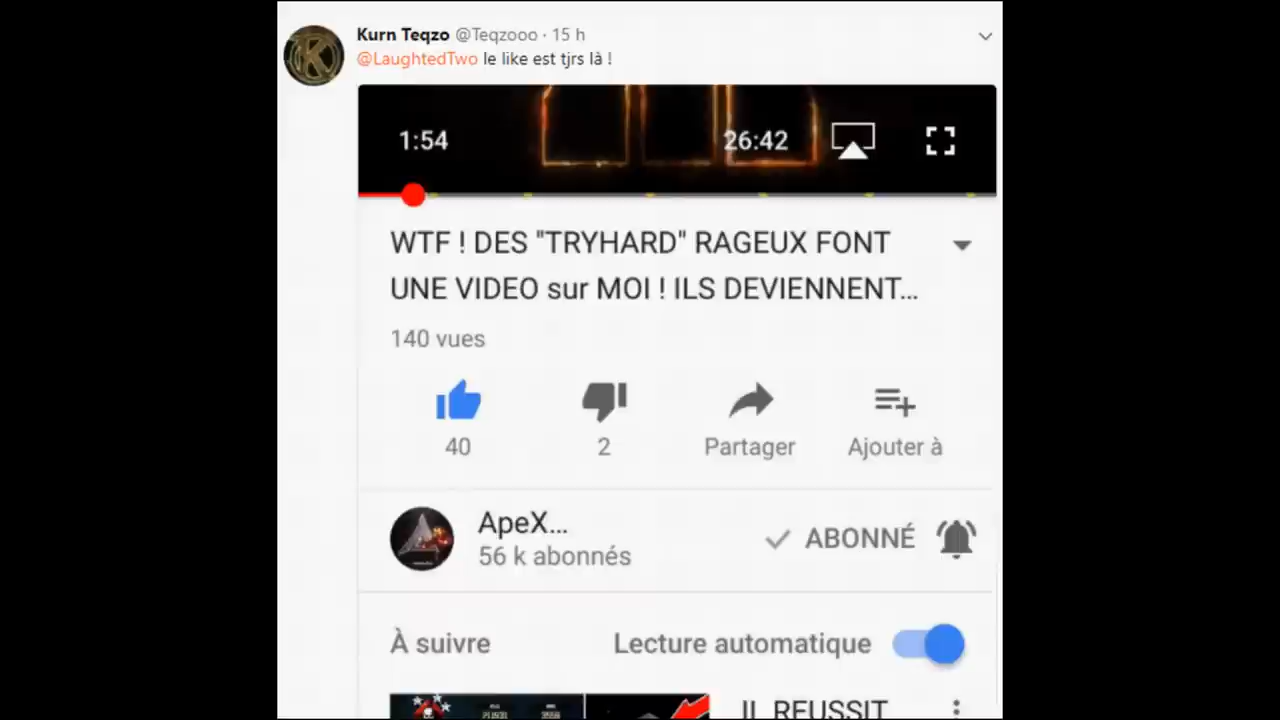 Kurn Teqzo @Teqzooo · 15 h
@LaughtedTwo le like est tjrs là !
1:54 26:42
WTF ! DES "TRYHARD" RAGEUX FONT
UNE VIDEO sur MOI ! ILS DEVIENNENT...
140 vues
40 2 Partager Ajouter à
ApeX...
56 k abonnés
ABONNÉ
À suivre Lecture automatique
IL REUSSIT